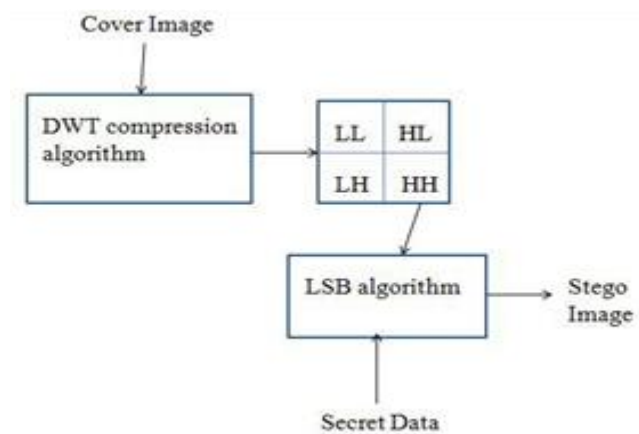 Cover Image
DWT compression
algorithm
LL HL
LH HH
LSB algorithm
Stego
Image
Secret Data